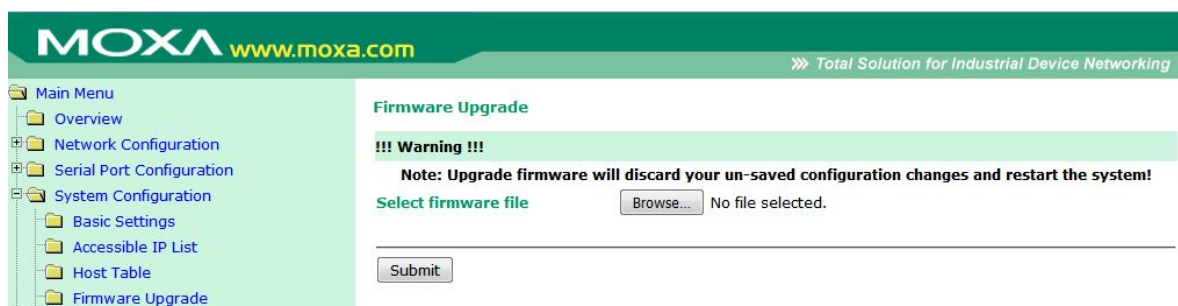 MOXA www.moxa.com
Total Solution for Industrial Device Networking
Main Menu
Overview
Network Configuration
Serial Port Configuration
System Configuration
Basic Settings
Accessible IP List
Host Table
Firmware Upgrade
Firmware Upgrade
!!! Warning !!!
Note: Upgrade firmware will discard your un-saved configuration changes and restart the system!
Select firmware file Browse... No file selected.
Submit